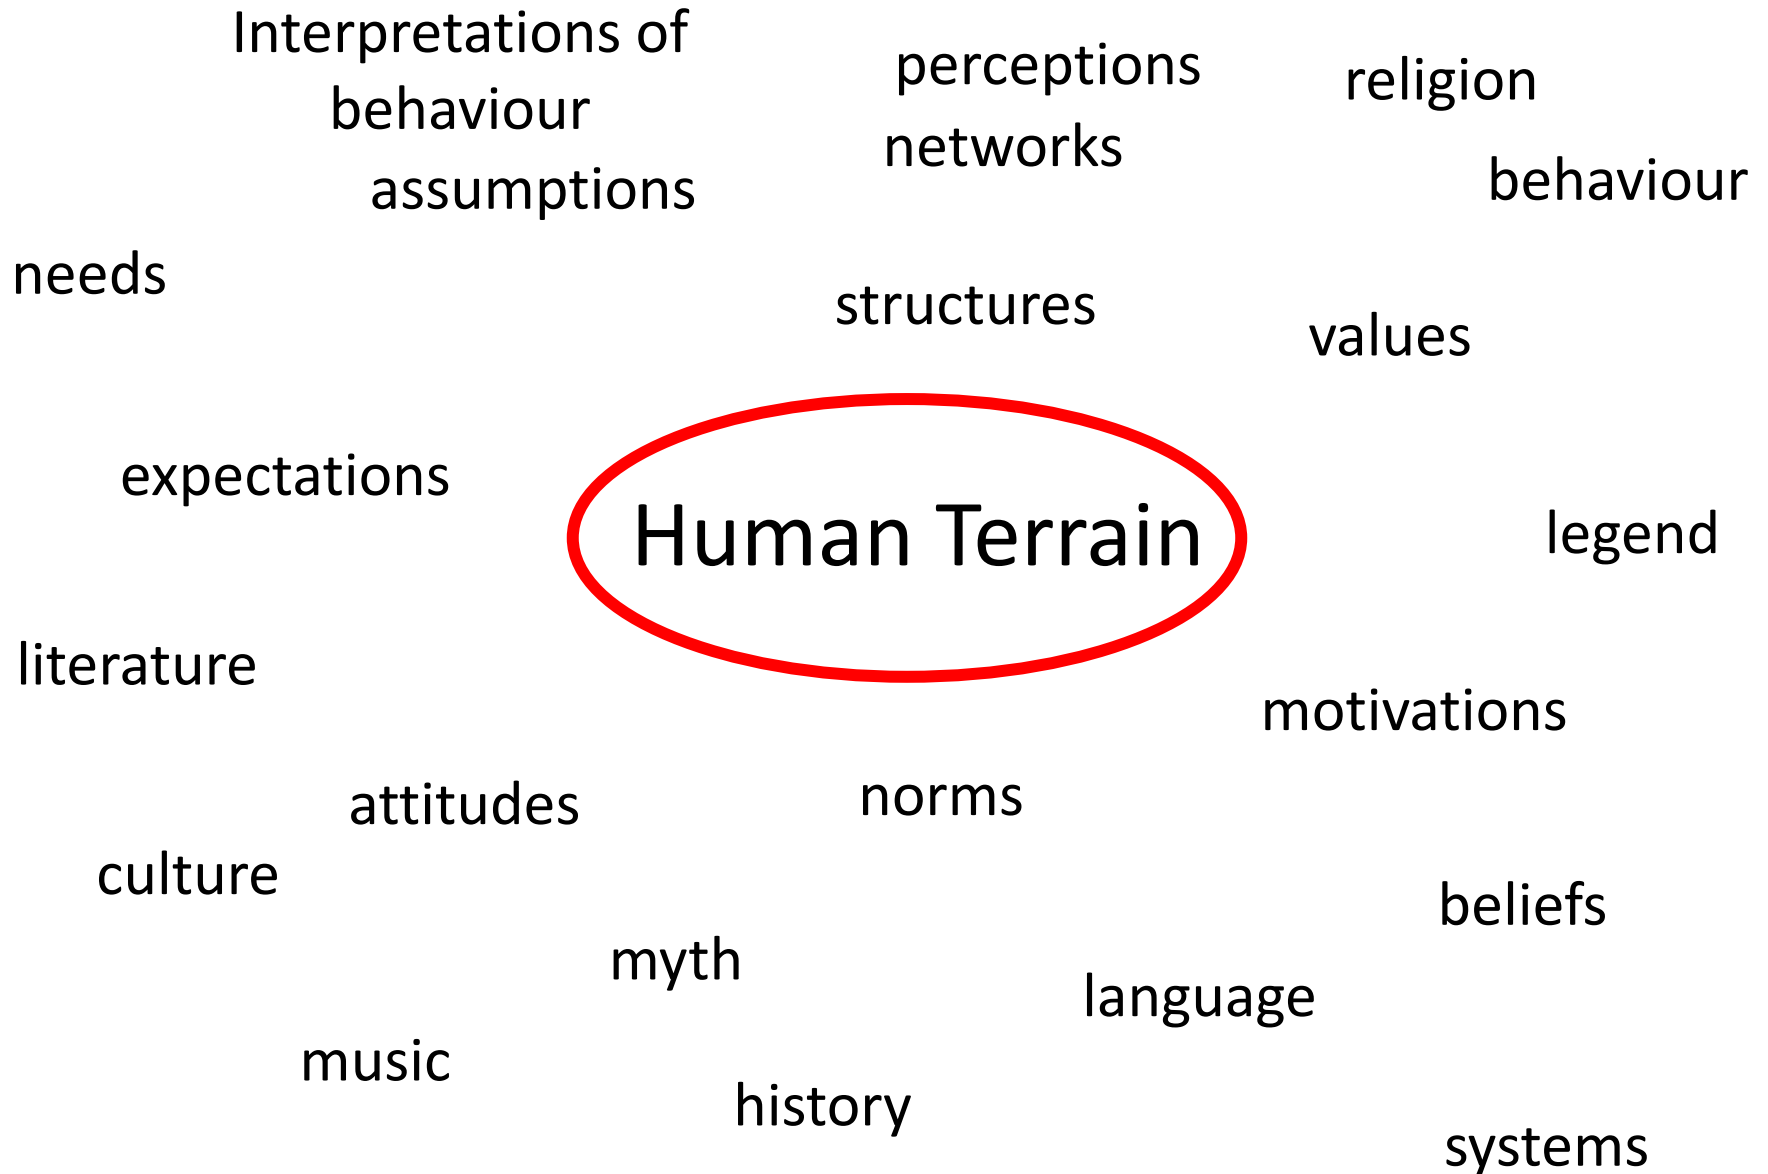 Interpretations of
behaviour
assumptions
perceptions
networks
religion
behaviour
needs
structures
values
expectations
Human Terrain
legend
literature
motivations
attitudes
norms
culture
beliefs
myth
language
music
history
systems